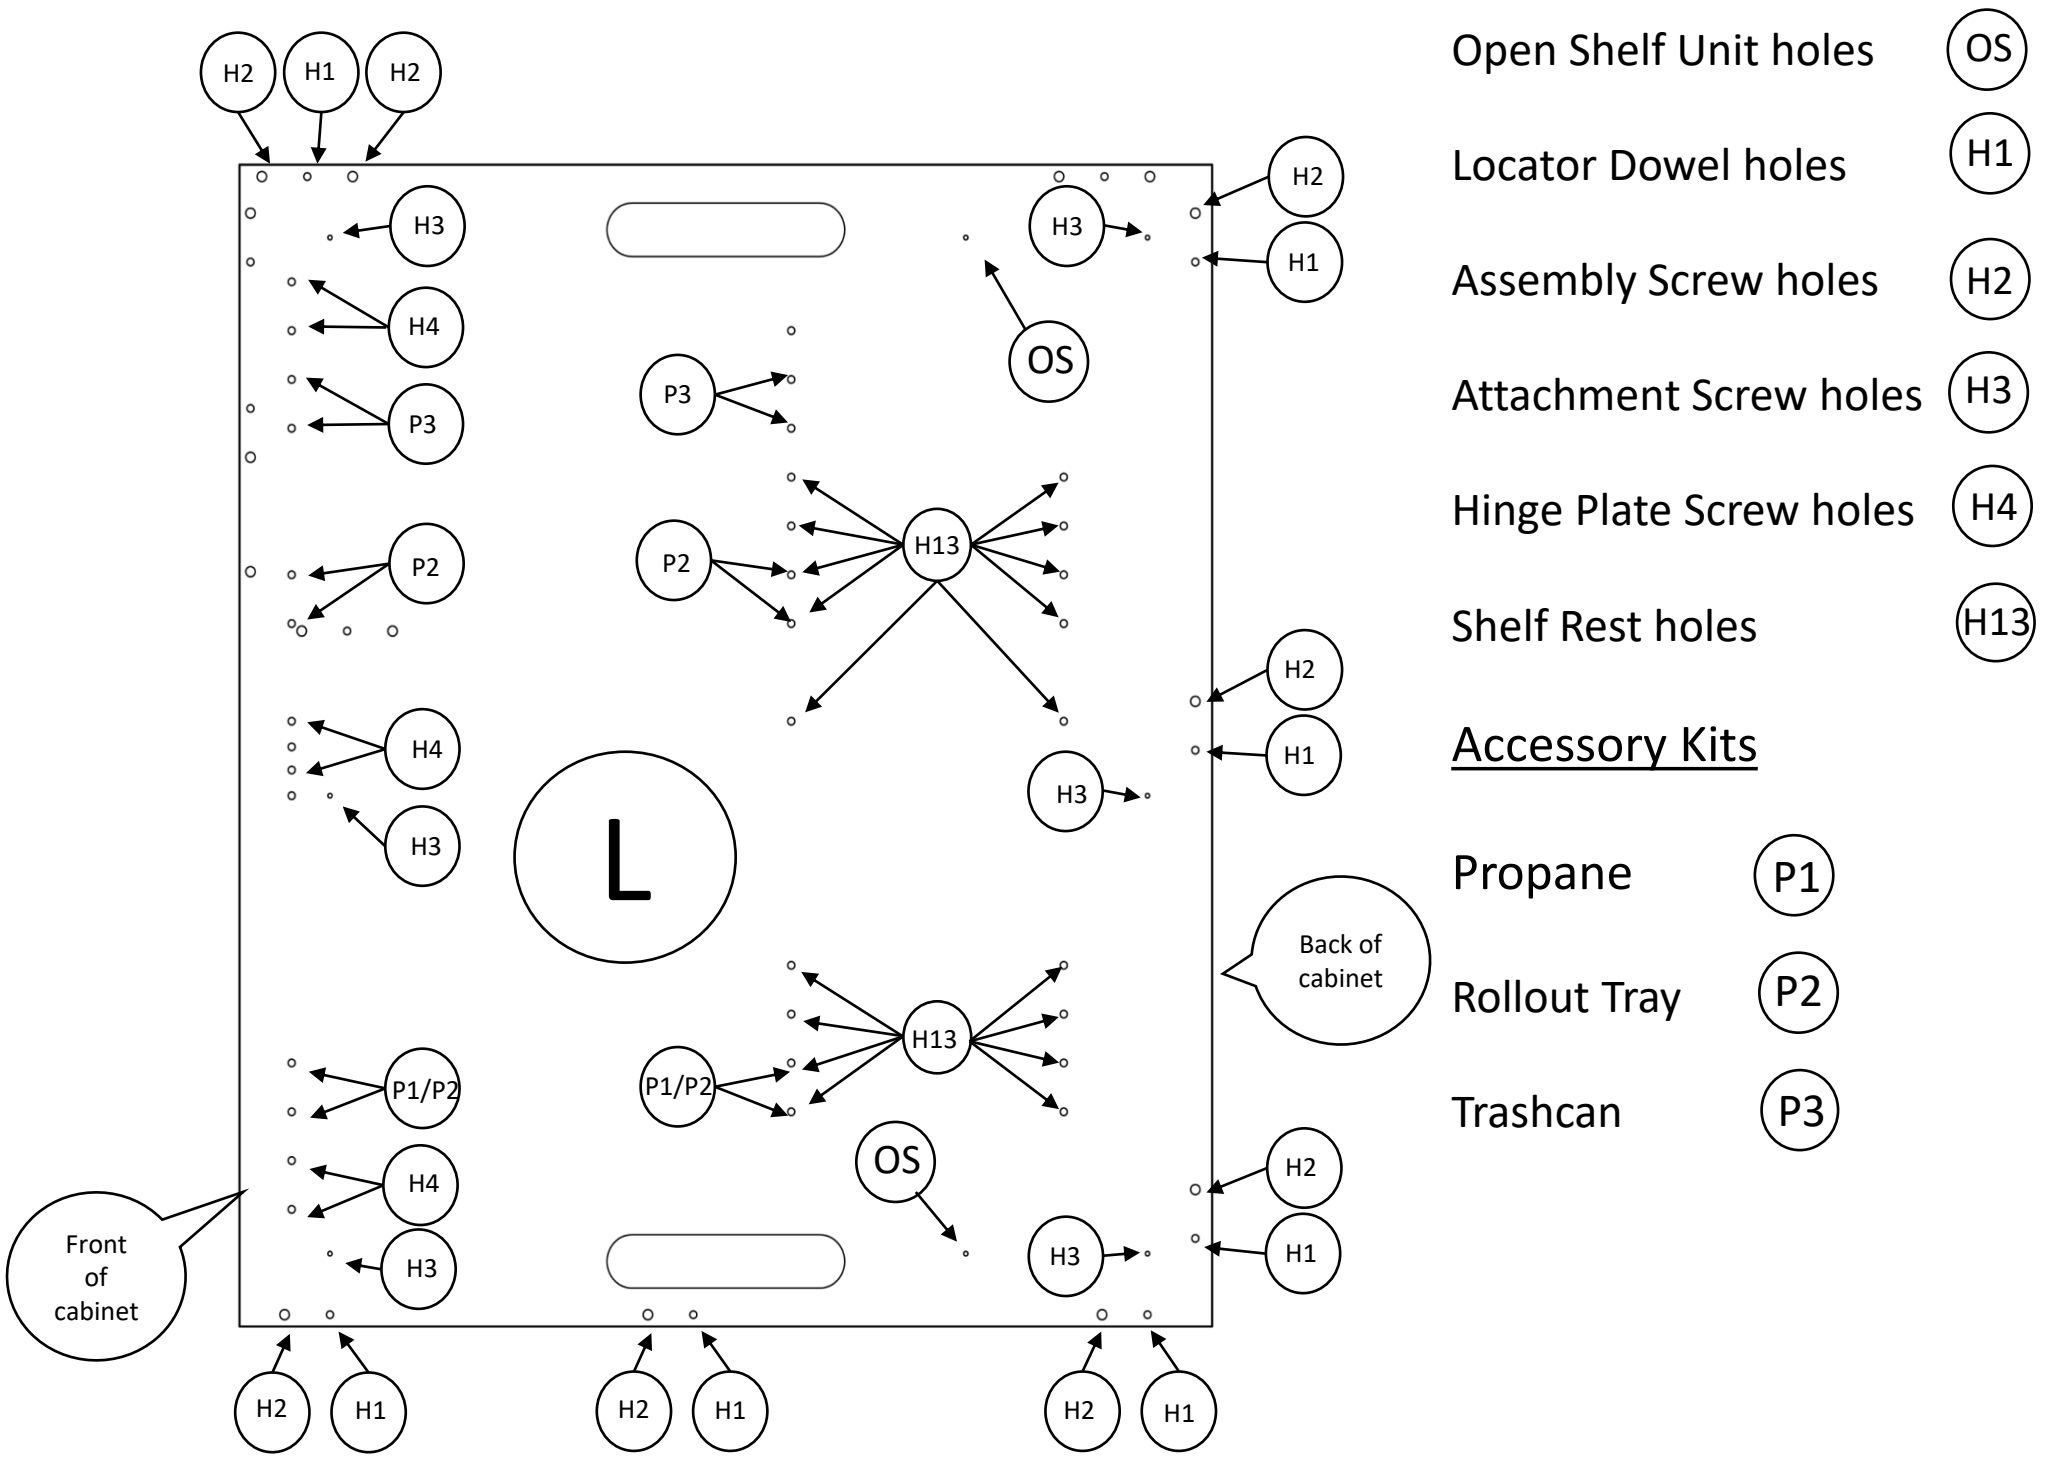 H2 H1 H2
Open Shelf Unit holes OS
Locator Dowel holes H1
Assembly Screw holes H2
Attachment Screw holes H3
Hinge Plate Screw holes H4
Shelf Rest holes H13
Accessory Kits
Propane P1
Rollout Tray P2
Trashcan P3
H3 H3 H2
H1
H4
OS
P3 P3
H13
P2 P2
H2
H4 H1
H3
H3
L
Back of
cabinet
H13
P1/P2 P1/P2
OS
H4 H2
Front
of
cabinet
H3 H3 H1
H2 H1 H2 H1 H2 H1